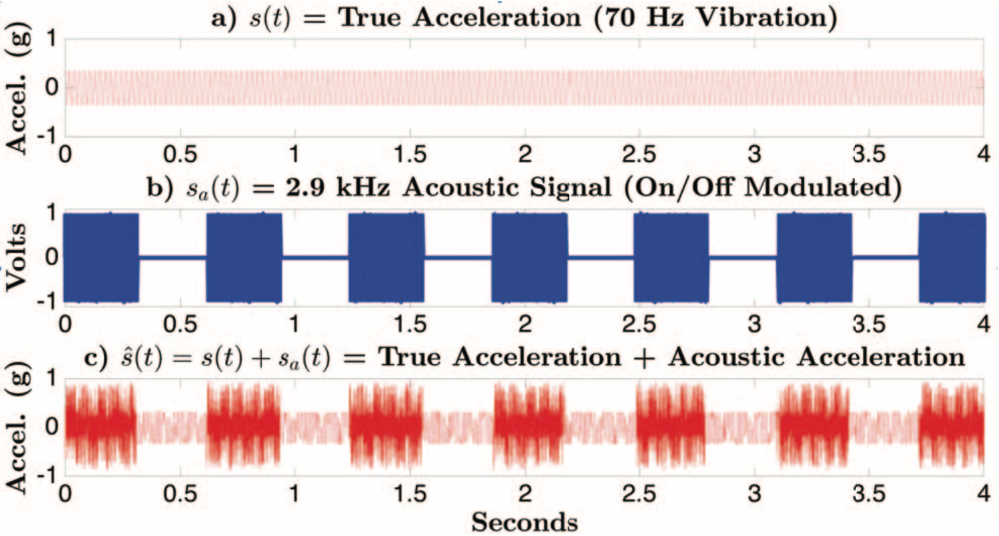 a) s(t) = True Acceleration (70 Hz Vibration)
Accel. (g)
1
0
-1
0 0.5 1 1.5 2 2.5 3 3.5 4
b) sₐ(t) = 2.9 kHz Acoustic Signal (On/Off Modulated)
Volts
1
0
-1
0 0.5 1 1.5 2 2.5 3 3.5 4
c) ŝ(t) = s(t) + sₐ(t) = True Acceleration + Acoustic Acceleration
Accel. (g)
1
0
-1
0 0.5 1 1.5 2 2.5 3 3.5 4
Seconds